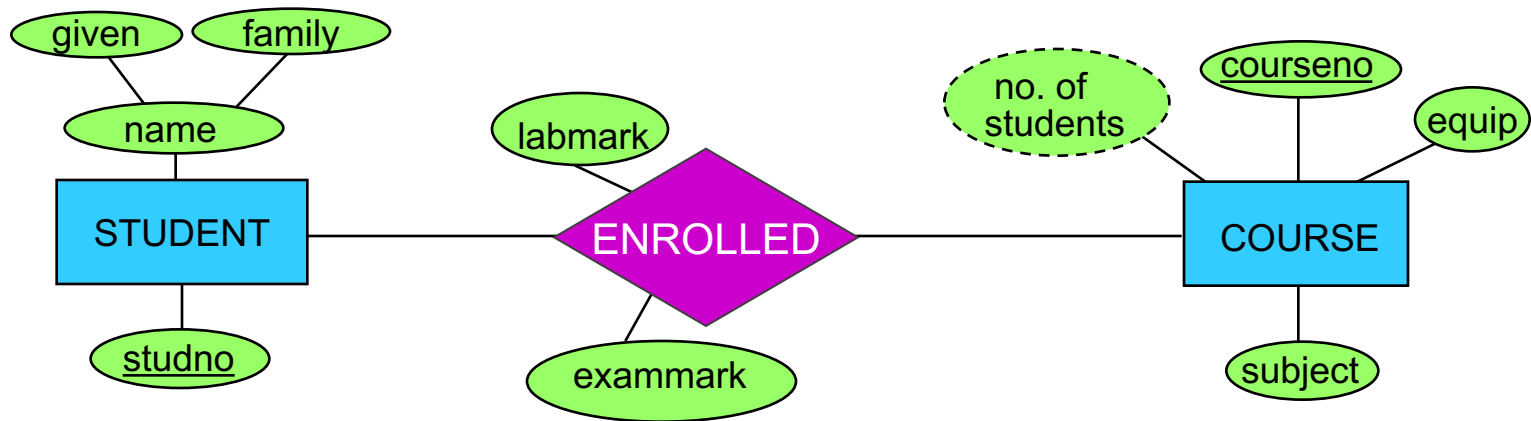 given
family
name
STUDENT
studno
labmark
ENROLLED
exammark
no. of
students
courseno
equip
COURSE
subject